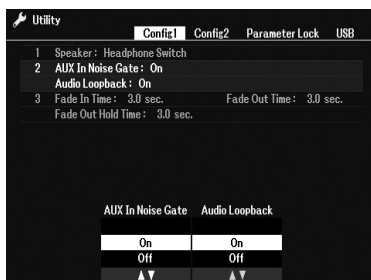 Utility
Config1 Config2 Parameter Lock USB
1 Speaker: Headphone Switch
2 AUX In Noise Gate: On
Audio Loopback: On
3 Fade In Time: 3.0 sec. Fade Out Time: 3.0 sec.
Fade Out Hold Time: 3.0 sec.
AUX In Noise Gate Audio Loopback
On On
Off Off